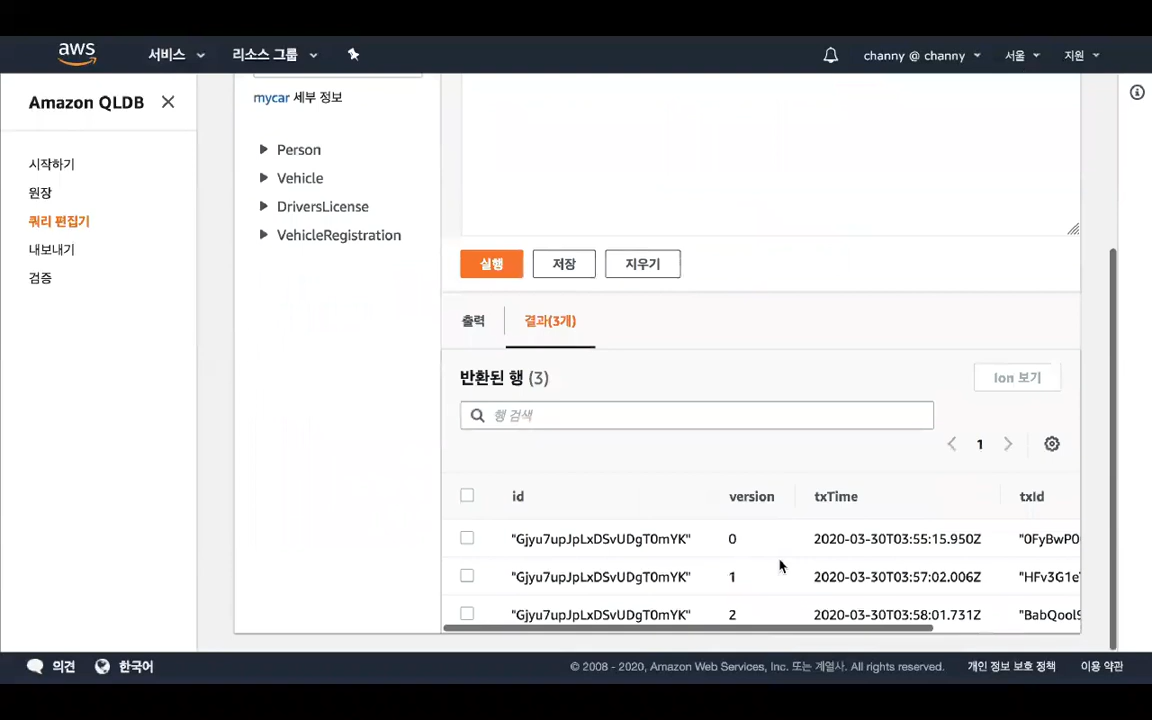 aws 서비스 리소스 그룹 channy @ channy 서울 지원
Amazon QLDB
시작하기
원장
쿼리 편집기
내보내기
검증
mycar 세부 정보
Person
Vehicle
DriversLicense
VehicleRegistration
실행 저장 지우기
출력 결과(3개)
반환된 행 (3) Ion 보기
행 검색
1
id version txTime txId
"Gjyu7upJpLxDSvUDgT0mYK" 0 2020-03-30T03:55:15.950Z "0FyBwP0
"Gjyu7upJpLxDSvUDgT0mYK" 1 2020-03-30T03:57:02.006Z "HFv3G1e
"Gjyu7upJpLxDSvUDgT0mYK" 2 2020-03-30T03:58:01.731Z "BabQool
의견 한국어 © 2008 - 2020, Amazon Web Services, Inc. 또는 계열사. All rights reserved. 개인 정보 보호 정책 이용 약관